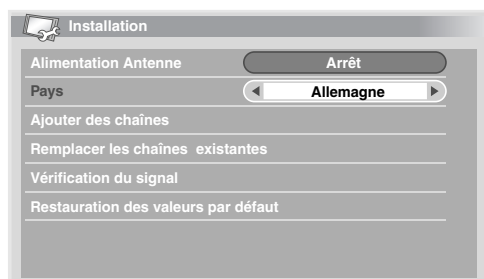 Installation
Alimentation Antenne Arrêt
Pays Allemagne
Ajouter des chaînes
Remplacer les chaînes existantes
Vérification du signal
Restauration des valeurs par défaut